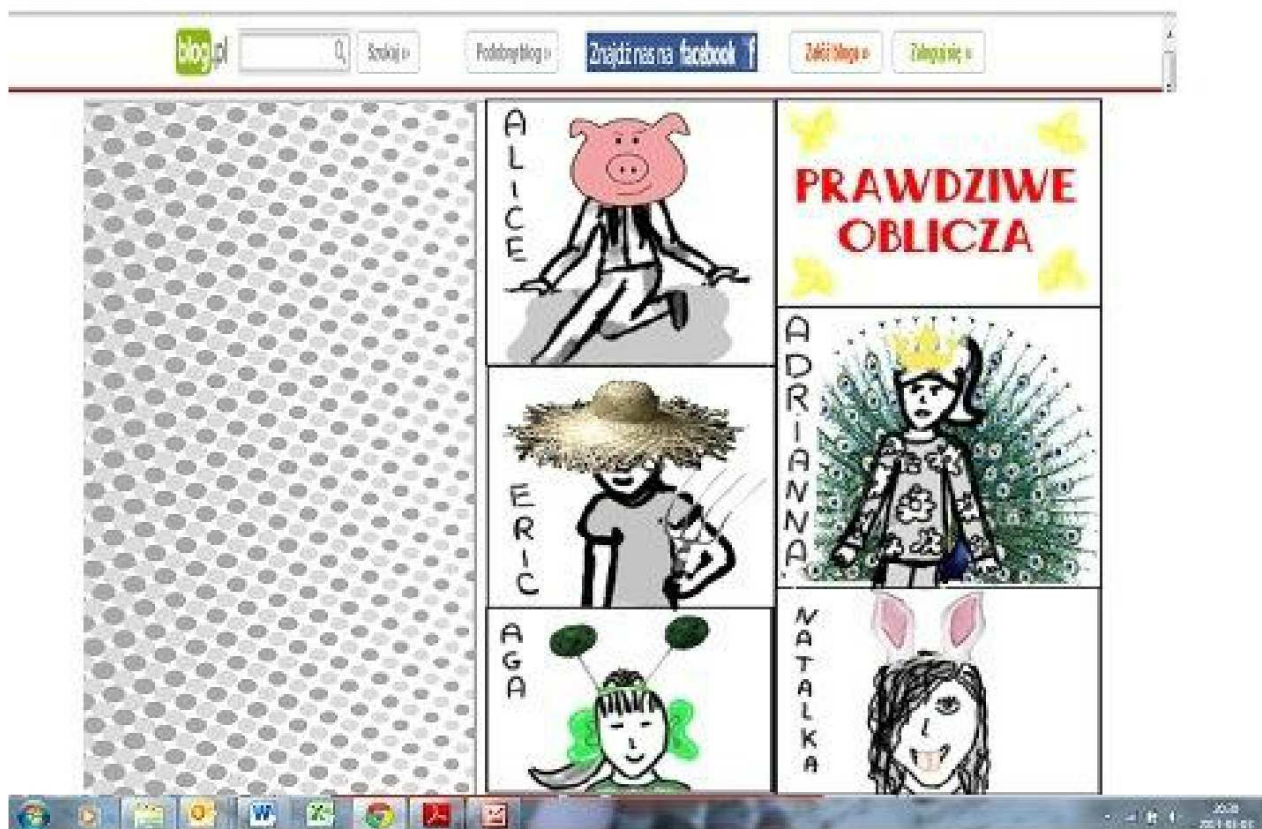 blog.pl
Szukaj »
Podobny blog »
Znajdź nas na facebook f
Załóż bloga »
Zaloguj się »
ALICE
PRAWDZIWE
OBLICZA
ADRIANNA
ERIC
AGA
NATALKA